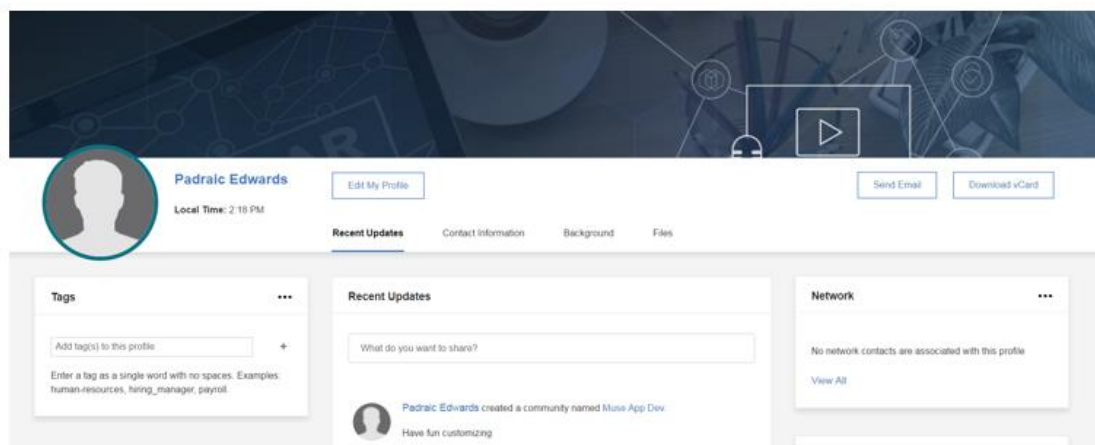 AR
Padraic Edwards
Local Time: 2:18 PM
Edit My Profile
Send Email
Download vCard
Recent Updates
Contact Information
Background
Files
Tags
•••
Add tag(s) to this profile
+
Enter a tag as a single word with no spaces. Examples:
human-resources, hiring_manager, payroll.
Recent Updates
What do you want to share?
Padraic Edwards created a community named Muse App Dev.
Have fun customizing
Network
•••
No network contacts are associated with this profile
View All